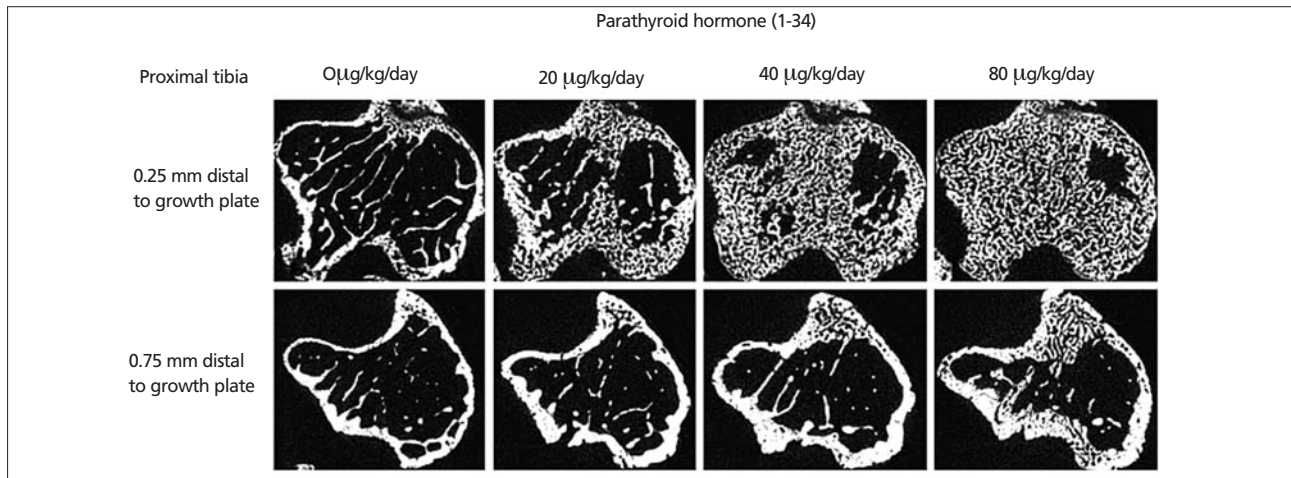 Parathyroid hormone (1-34)
Proximal tibia
Oµg/kg/day
20 µg/kg/day
40 µg/kg/day
80 µg/kg/day
0.25 mm distal
to growth plate
0.75 mm distal
to growth plate